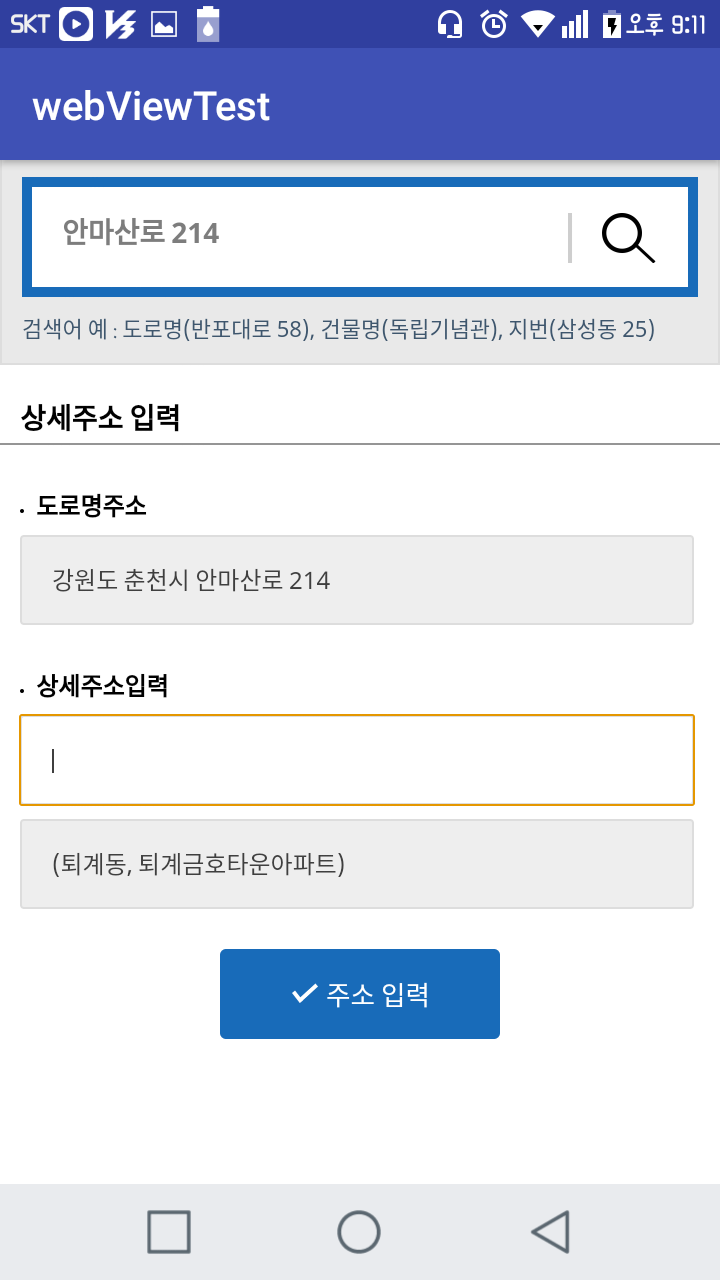 SKT 오후 9:11
webViewTest
안마산로 214
검색어 예 : 도로명(반포대로 58), 건물명(독립기념관), 지번(삼성동 25)
상세주소 입력
. 도로명주소
강원도 춘천시 안마산로 214
. 상세주소입력
(퇴계동, 퇴계금호타운아파트)
주소 입력